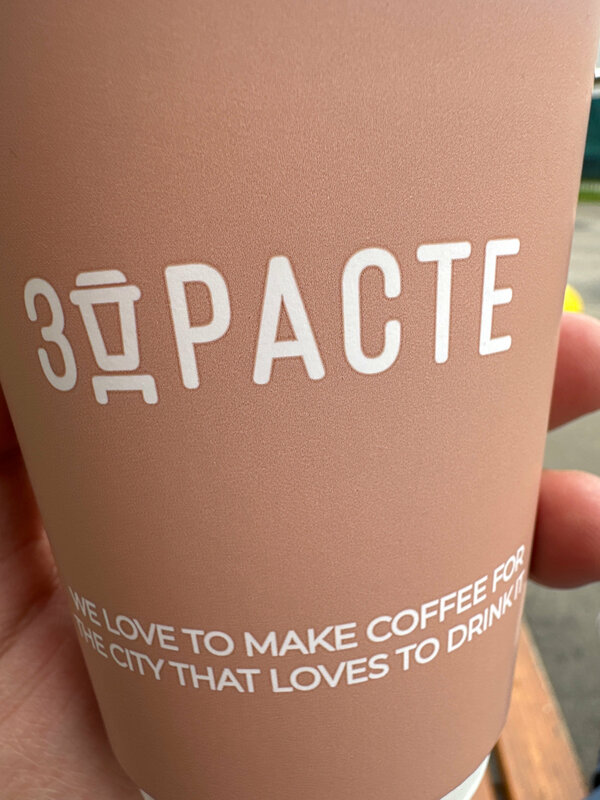 ЗДРАСТЕ
WE LOVE TO MAKE COFFEE FOR
THE CITY THAT LOVES TO DRINK IT